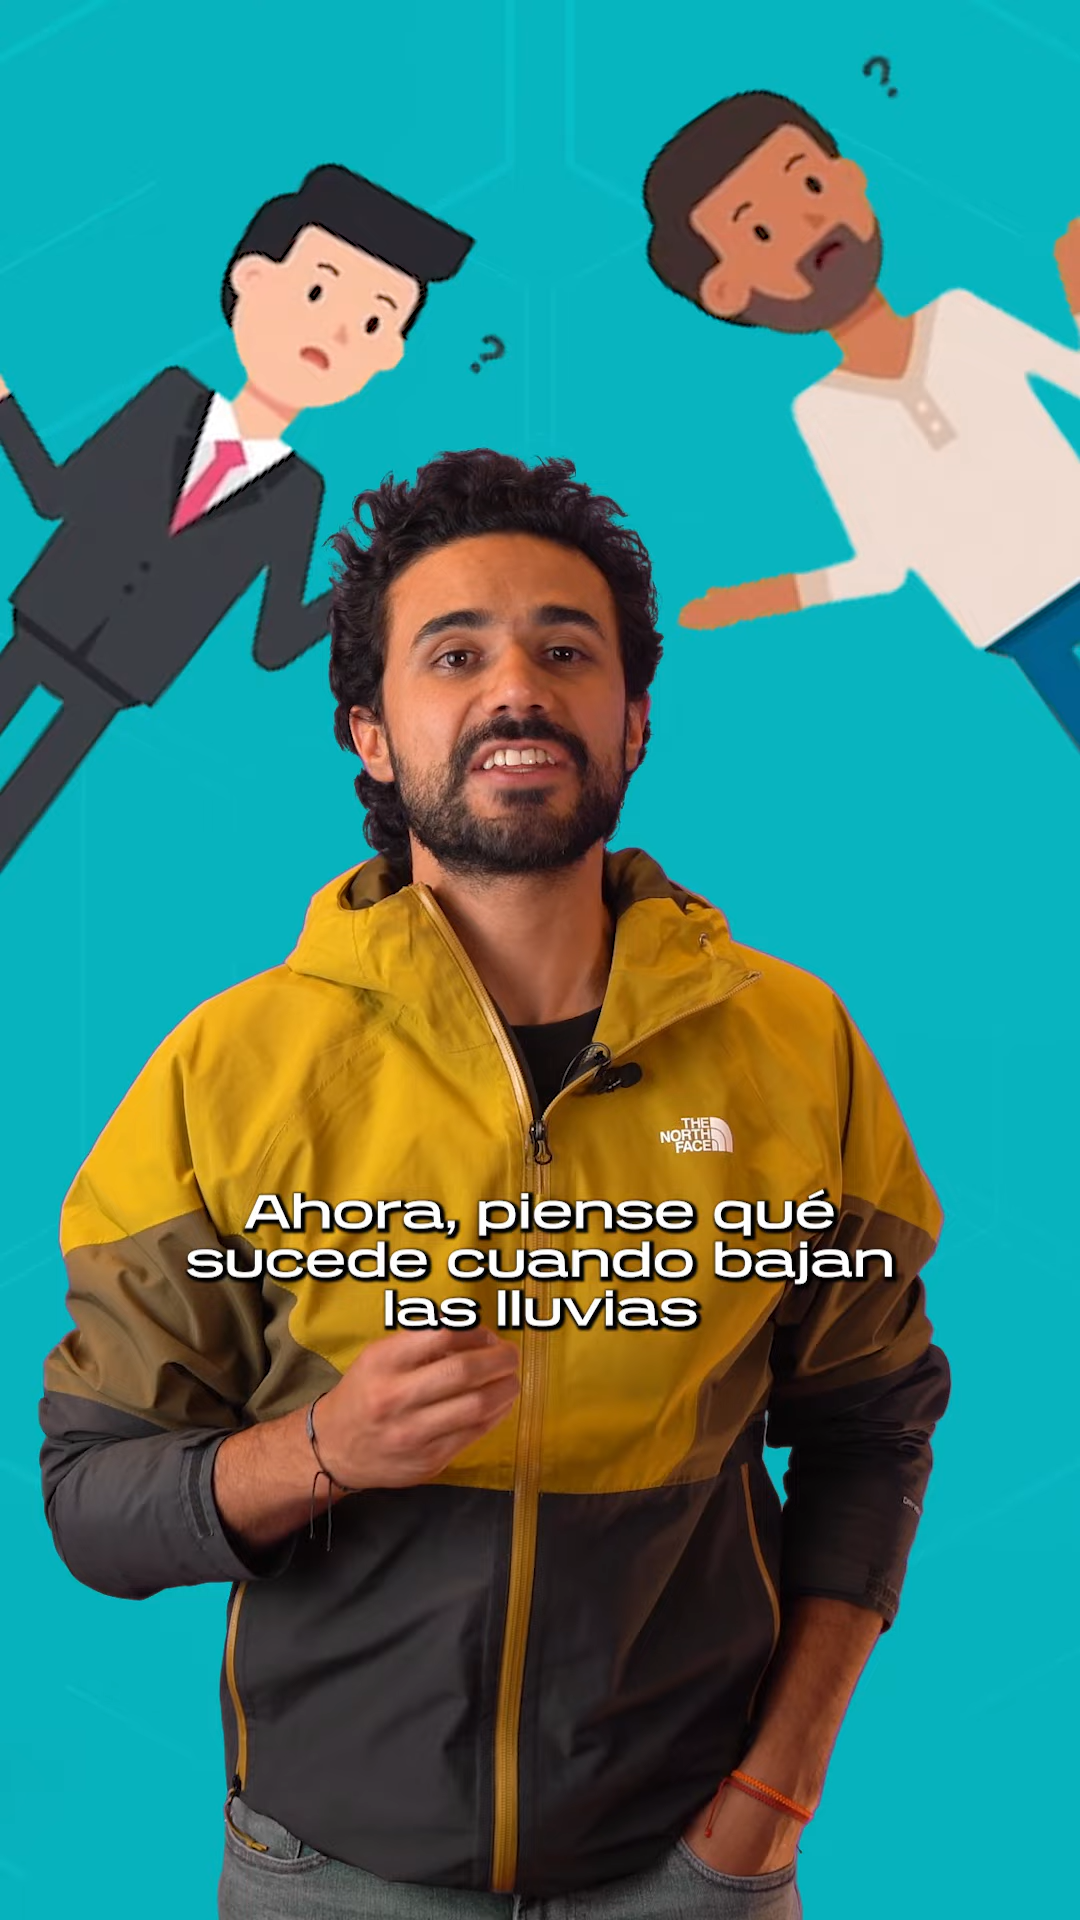 ?
?
THE
NORTH
FACE
Ahora, piense qué
sucede cuando bajan
las lluvias